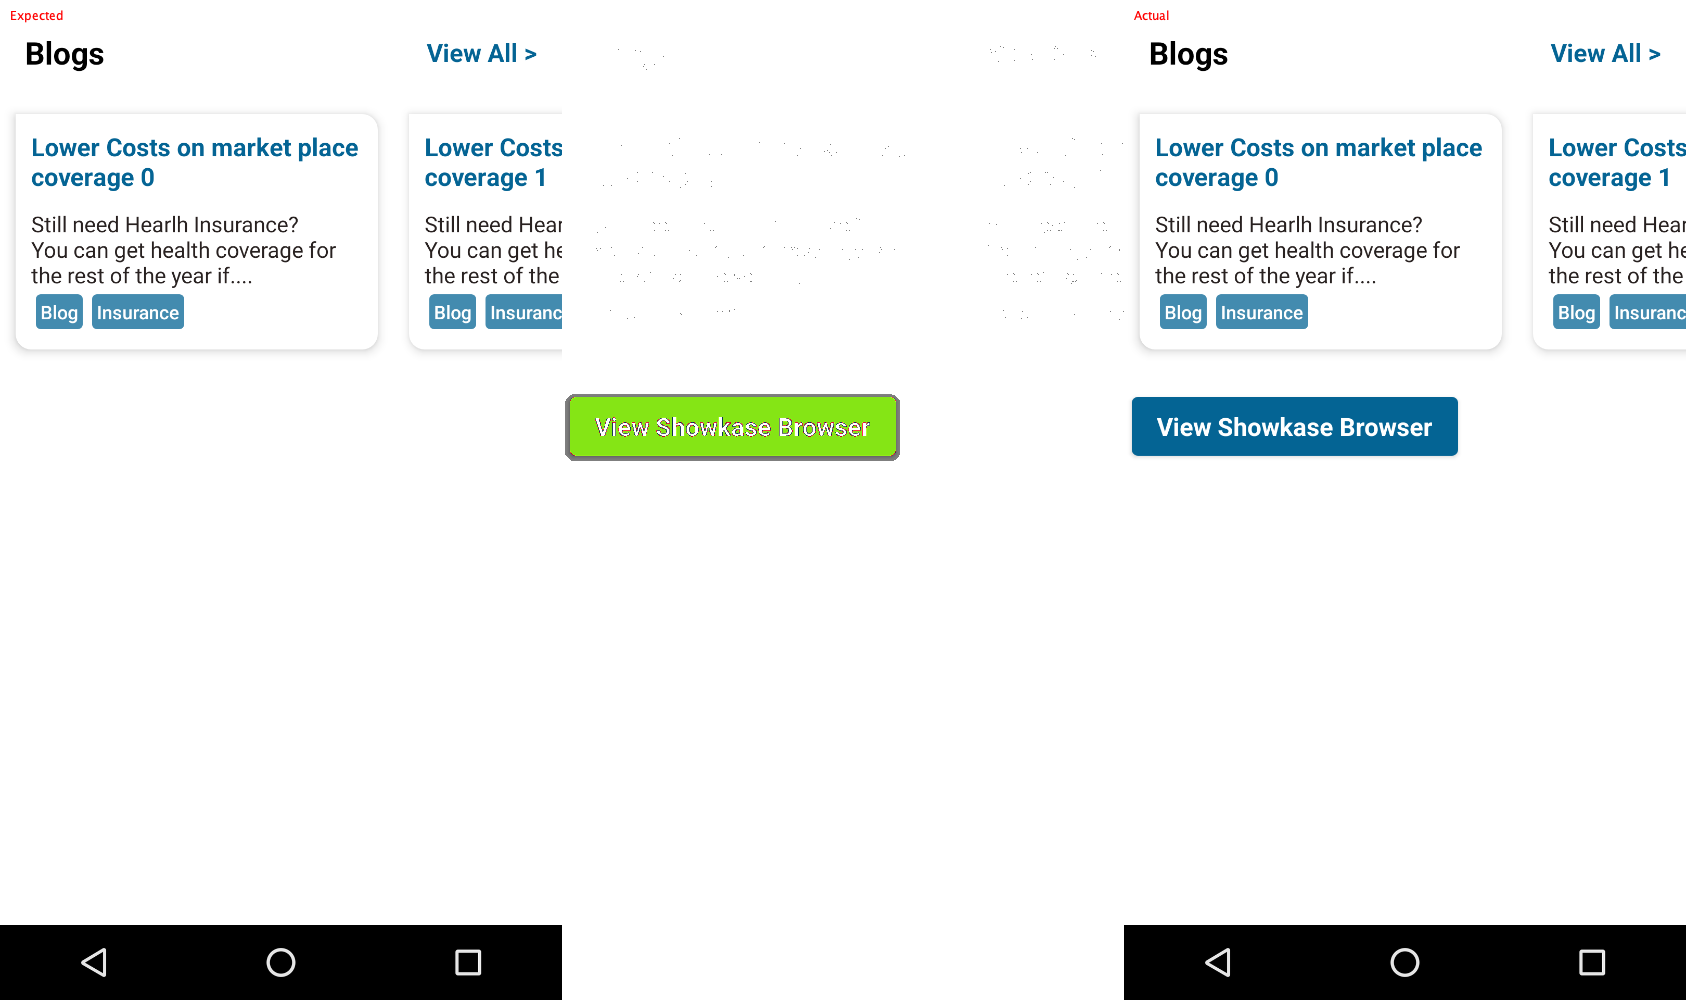 Expected
Blogs
View All >
Lower Costs on market place
coverage 0
Still need Hearlh Insurance?
You can get health coverage for
the rest of the year if....
Blog
Insurance
Lower Costs
coverage 1
Still need Hear
You can get he
the rest of the
Blog
Insuranc
View Showkase Browser
Actual
Blogs
View All >
Lower Costs on market place
coverage 0
Still need Hearlh Insurance?
You can get health coverage for
the rest of the year if....
Blog
Insurance
Lower Costs
coverage 1
Still need Hear
You can get he
the rest of the
Blog
Insuranc
View Showkase Browser